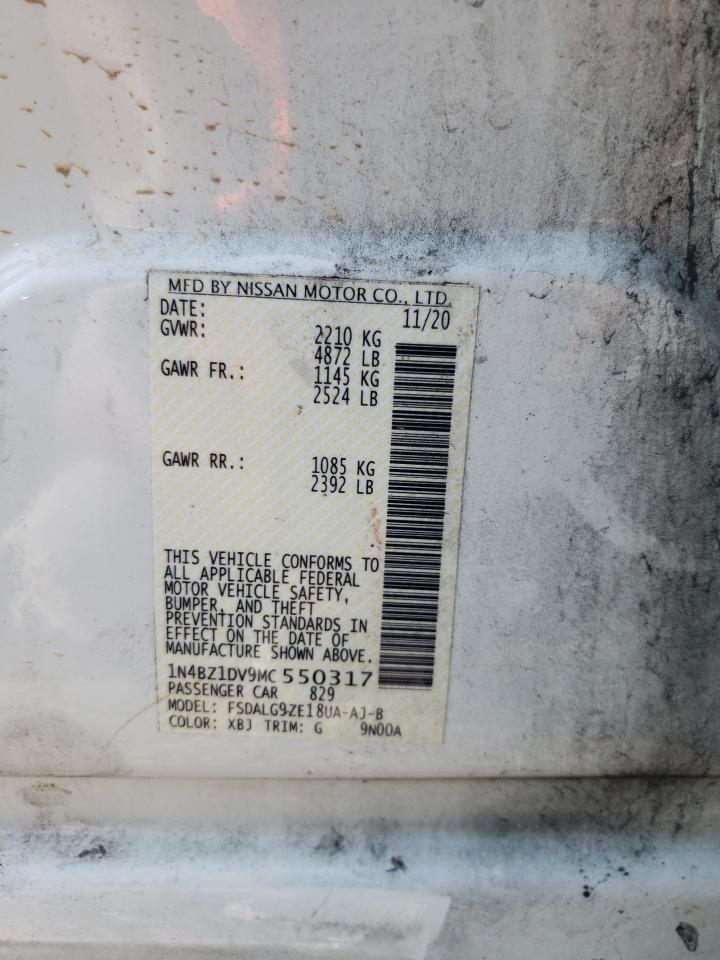 MFD BY NISSAN MOTOR CO., LTD.
DATE: 11/20
GVWR: 2210 KG
4872 LB
GAWR FR.: 1145 KG
2524 LB
GAWR RR.: 1085 KG
2392 LB
THIS VEHICLE CONFORMS TO
ALL APPLICABLE FEDERAL
MOTOR VEHICLE SAFETY,
BUMPER, AND THEFT
PREVENTION STANDARDS IN
EFFECT ON THE DATE OF
MANUFACTURE SHOWN ABOVE.
1N4BZ1DV9MC 550317
PASSENGER CAR 829
MODEL: FSDALG9ZE18UA-AJ-B
COLOR: XBJ TRIM: G 9N00A